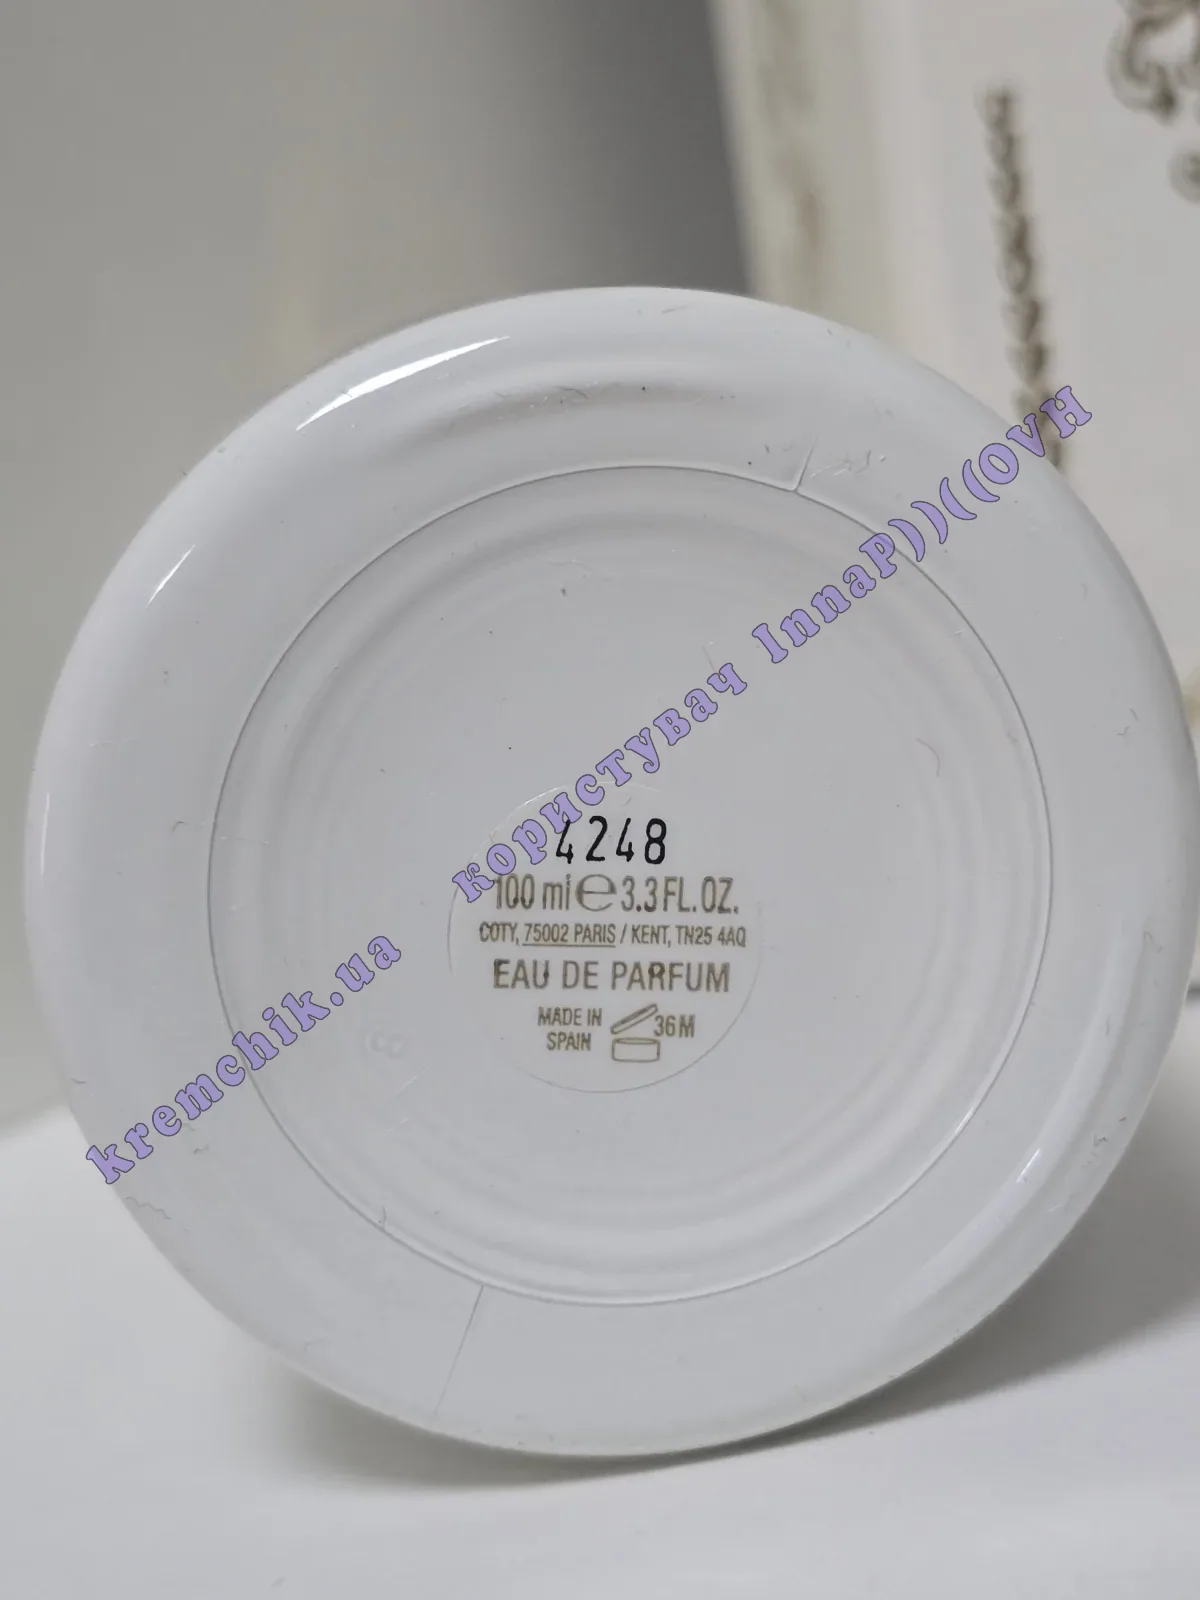 kremchik.ua користувач InnaP))((OVH
4248
100 ml e 3.3 FL. OZ.
COTY, 75002 PARIS / KENT, TN25 4AQ
EAU DE PARFUM
MADE IN
SPAIN
36 M